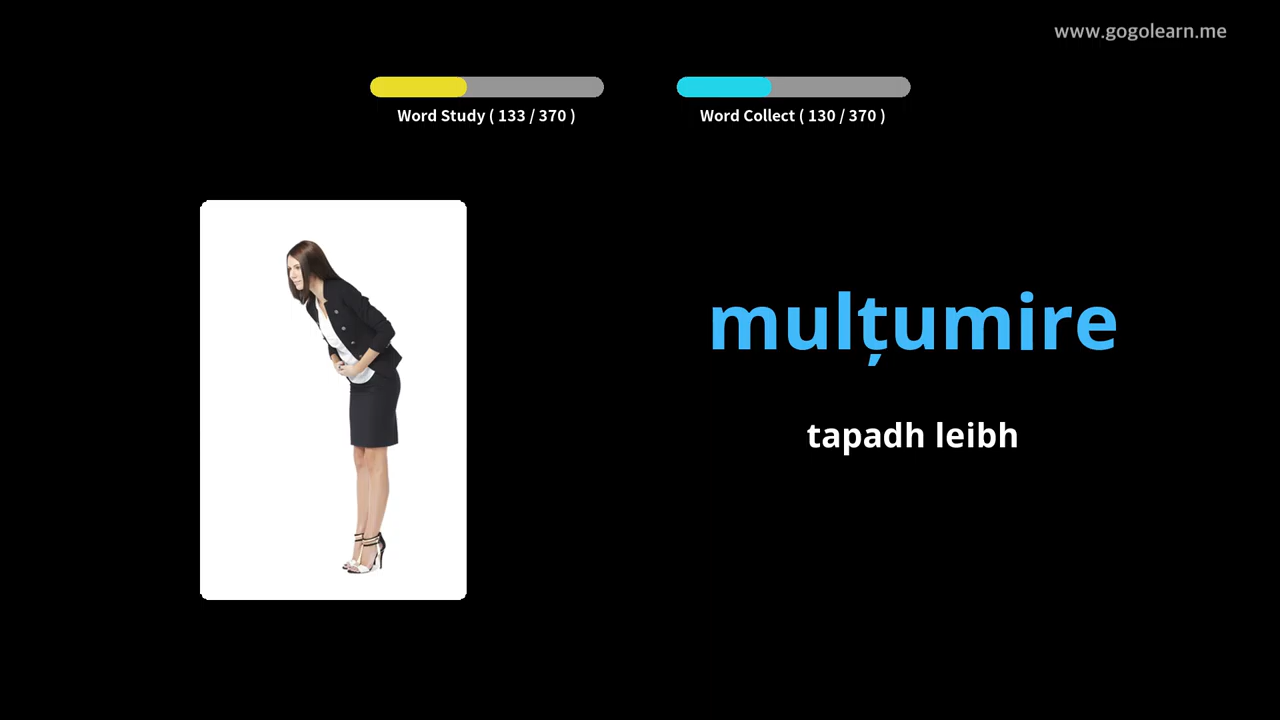 www.gogolearn.me
Word Study ( 133 / 370 )
Word Collect ( 130 / 370 )
mulțumire
tapadh leibh